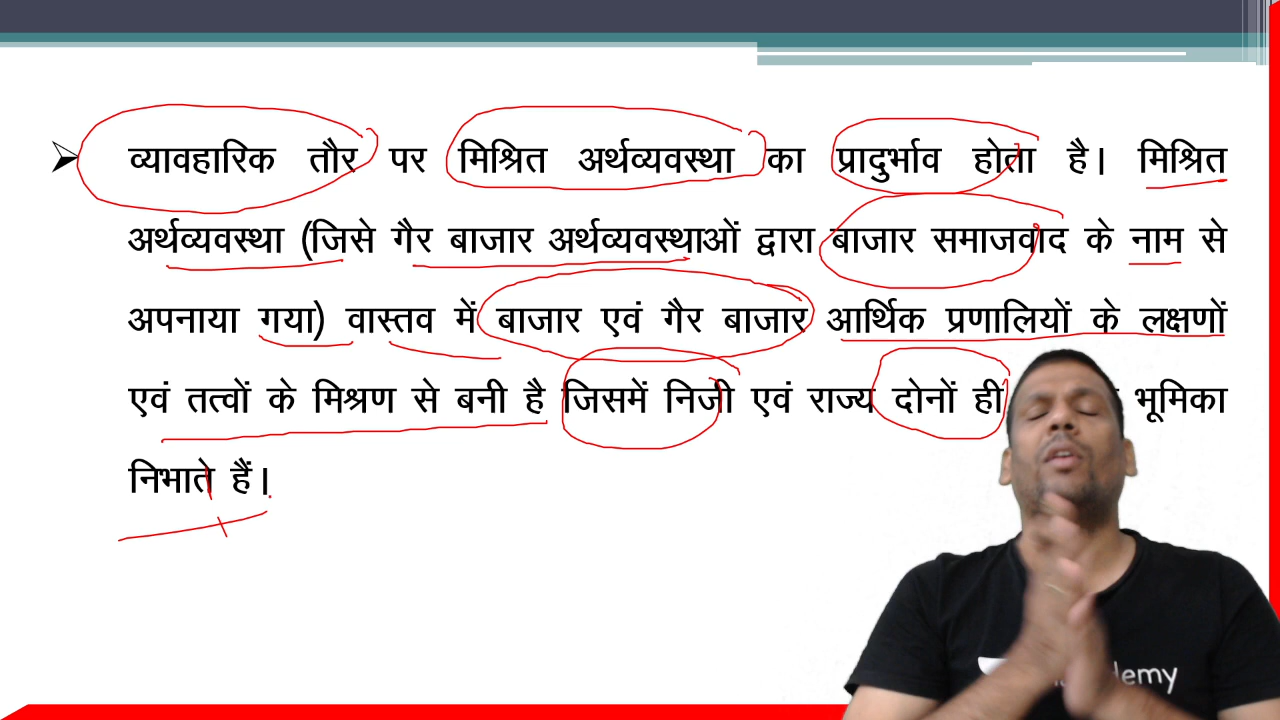 व्यावहारिक तौर पर मिश्रित अर्थव्यवस्था का प्रादुर्भाव होता है। मिश्रित
अर्थव्यवस्था (जिसे गैर बाजार अर्थव्यवस्थाओं द्वारा बाजार समाजवाद के नाम से
अपनाया गया) वास्तव में बाजार एवं गैर बाजार आर्थिक प्रणालियों के लक्षणों
एवं तत्वों के मिश्रण से बनी है जिसमें निजी एवं राज्य दोनों ही भूमिका
निभाते हैं।